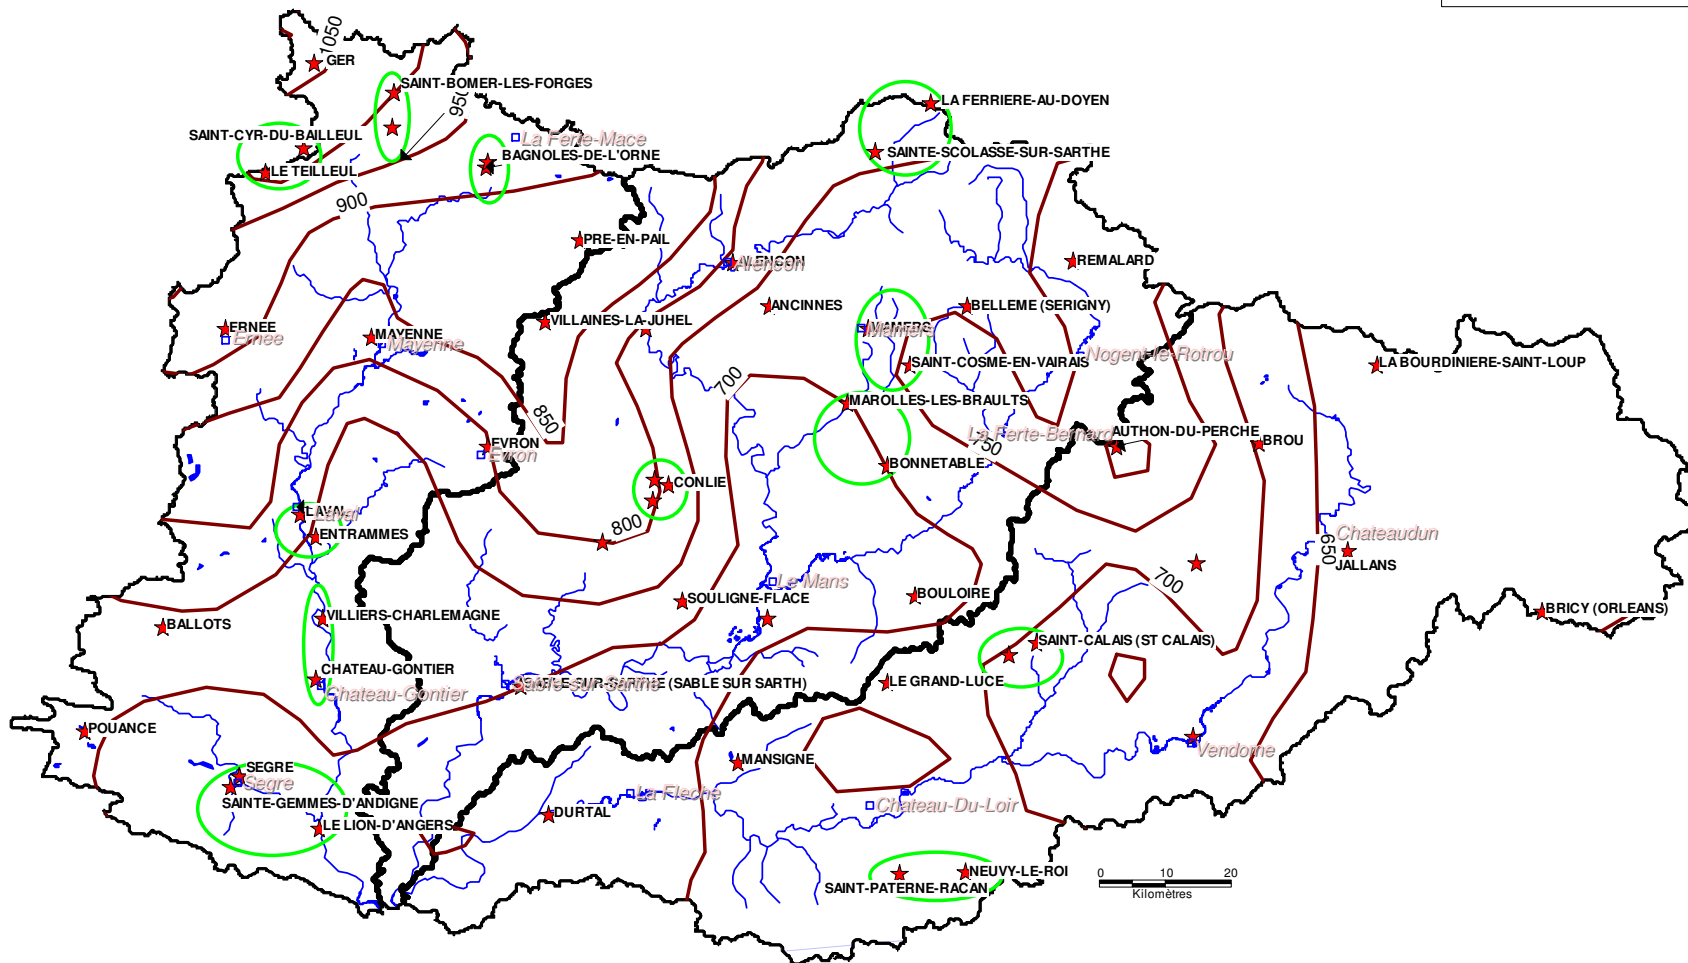 1050
GER
SAINT-BOMER-LES-FORGES
950
LA FERRIERE-AU-DOYEN
SAINT-CYR-DU-BAILLEUL
La Ferte-Mace
BAGNOLES-DE-L'ORNE
SAINTE-SCOLASSE-SUR-SARTHE
LE TEILLEUL
900
PRE-EN-PAIL
ALENCON
Alencon
REMALARD
ANCINNES
BELLEME (SERIGNY)
VILLAINES-LA-JUHEL
ERNEE
Ernee
MAYENNE
Mayenne
MAMERS
Mamers
Nogent-le-Rotrou
SAINT-COSME-EN-VAIRAIS
LA BOURDINIERE-SAINT-LOUP
700
MAROLLES-LES-BRAULTS
850
La Ferte-Bernard
AUTHON-DU-PERCHE
750
BROU
EVRON
Evron
BONNETABLE
CONLIE
LAVAL
Laval
800
ENTRAMMES
Chateaudun
650
JALLANS
700
Le Mans
SOULIGNE-FLACE
BOULOIRE
BRICY (ORLEANS)
VILLIERS-CHARLEMAGNE
BALLOTS
SAINT-CALAIS (ST CALAIS)
CHATEAU-GONTIER
Chateau-Gontier
SABLE-SUR-SARTHE (SABLE SUR SARTH)
Sable-sur-Sarthe
LE GRAND-LUCE
POUANCE
Vendome
MANSIGNE
SEGRE
Segre
SAINTE-GEMMES-D'ANDIGNE
La Fleche
Chateau-Du-Loir
DURTAL
LE LION-D'ANGERS
NEUVY-LE-ROI
SAINT-PATERNE-RACAN
0 10 20
Kilomètres